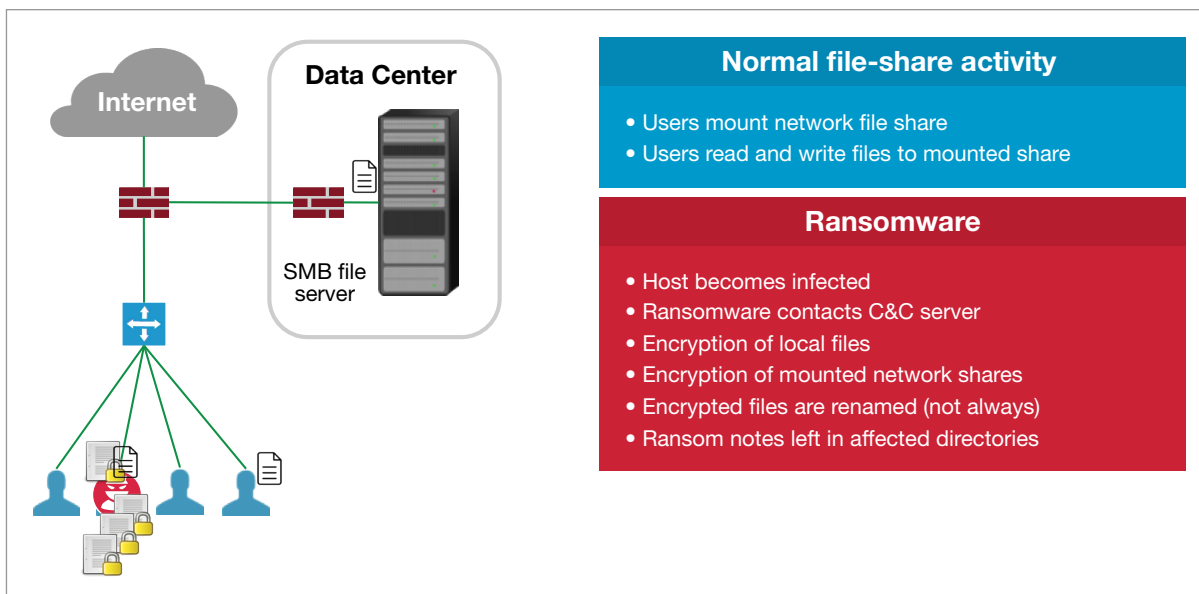 Internet
Data Center
SMB file
server
Normal file-share activity
• Users mount network file share
• Users read and write files to mounted share
Ransomware
• Host becomes infected
• Ransomware contacts C&C server
• Encryption of local files
• Encryption of mounted network shares
• Encrypted files are renamed (not always)
• Ransom notes left in affected directories